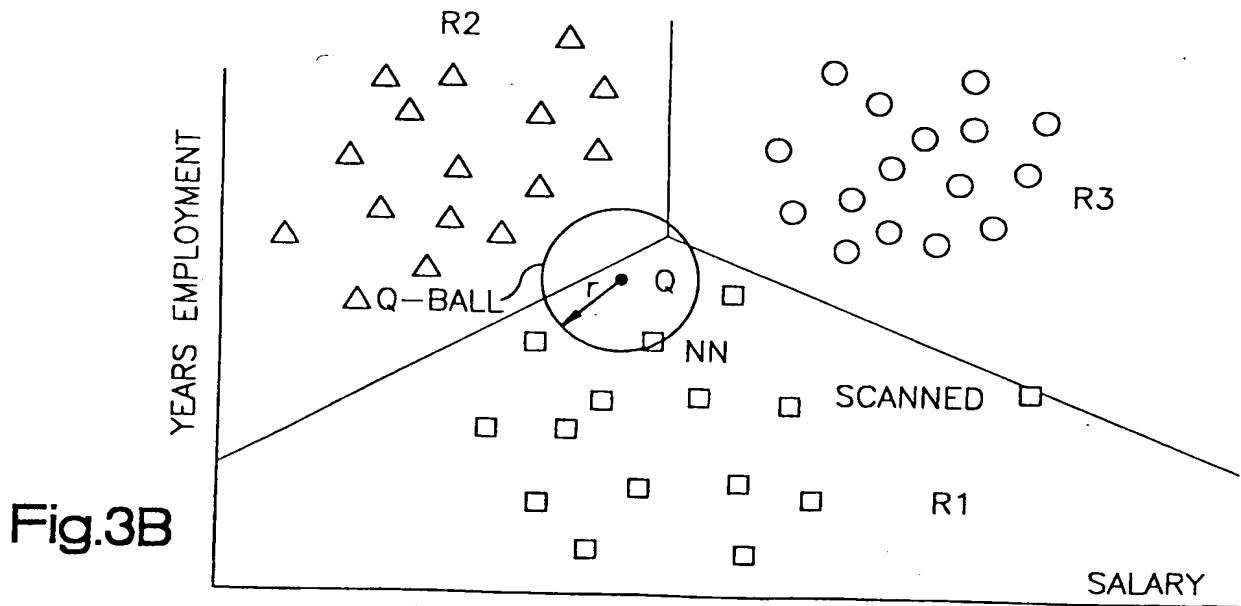 R2
YEARS EMPLOYMENT
R3
Q-BALL
r
Q
NN
SCANNED
R1
Fig.3B
SALARY